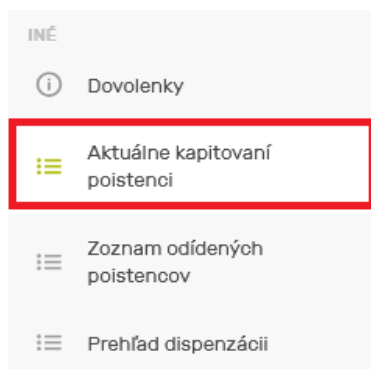 INÉ
Dovolenky
Aktuálne kapitovaní
poistenci
Zoznam odídených
poistencov
Prehľad dispenzácii